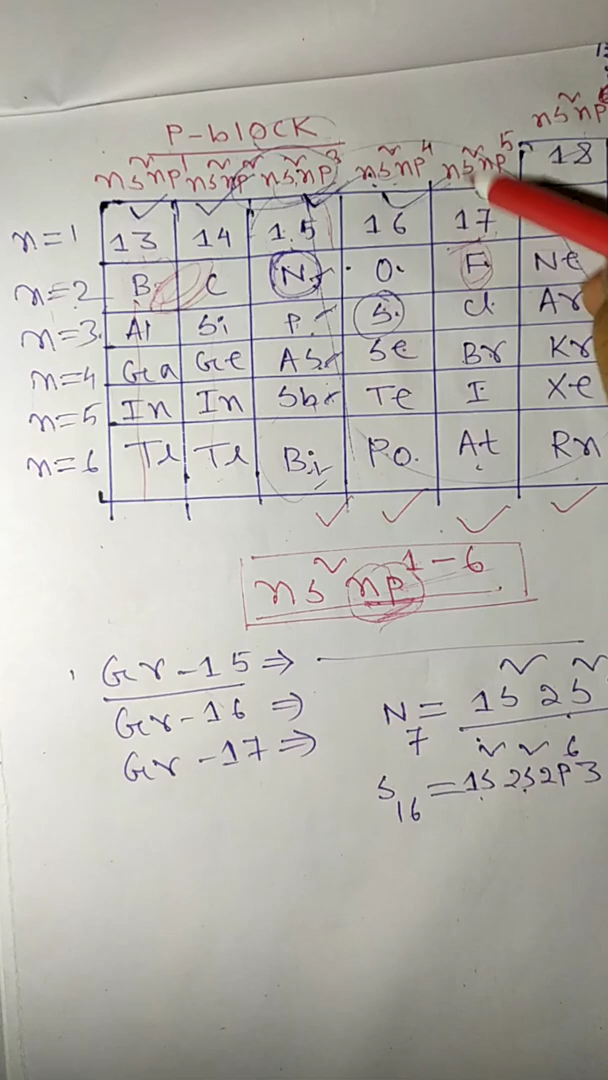 P-block
ns²np¹ ns²np² ns²np³ ns²np⁴ ns²np⁵ ns²np⁶
n=1 13 14 15 16 17 18
n=2 B C N O F Ne
n=3 Al Si P S Cl Ar
n=4 Ga Ge As Se Br Kr
n=5 In In Sb Te I Xe
n=6 Tl Tl Bi Po At Rn
ns²np¹⁻⁶
Gr-15⇒
Gr-16⇒ N₇ = 1s² 2s²
Gr-17⇒
S₁₆ = 1s² 2s² 2p⁶ 3